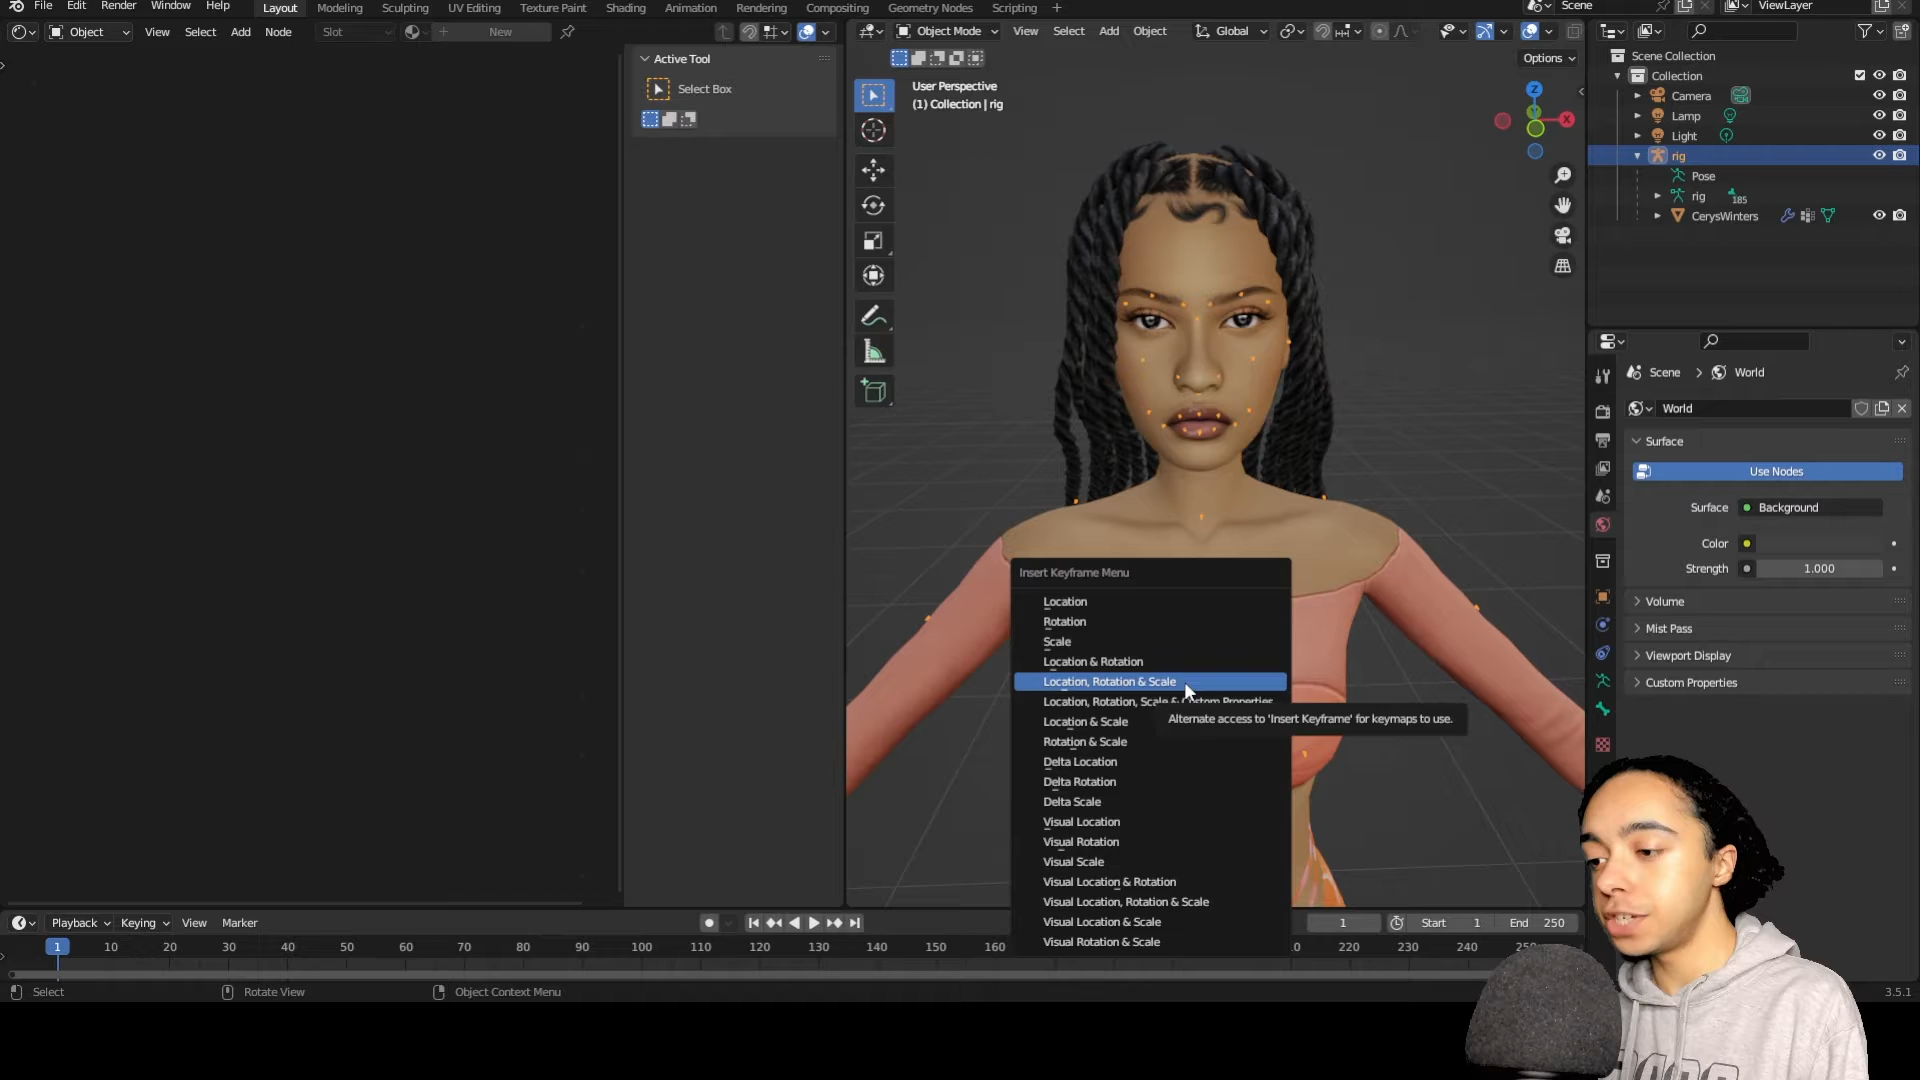 File Edit Render Window Help Layout Modeling Sculpting UV Editing Texture Paint Shading Animation Rendering Compositing Geometry Nodes Scripting + Scene ViewLayer
Object View Select Add Node Slot New
Object Mode View Select Add Object Global
Options
Active Tool
Select Box
User Perspective
(1) Collection | rig
Z
X
Scene Collection
Collection
Camera
Lamp
Light
rig
Pose
rig 185
CerysWinters
Scene > World
World
Surface
Use Nodes
Surface Background
Color
Strength 1.000
Volume
Mist Pass
Viewport Display
Custom Properties
Insert Keyframe Menu
Location
Rotation
Scale
Location & Rotation
Location, Rotation & Scale
Location, Rotation, Scale & Custom Properties
Alternate access to 'Insert Keyframe' for keymaps to use.
Location & Scale
Rotation & Scale
Delta Location
Delta Rotation
Delta Scale
Visual Location
Visual Rotation
Visual Scale
Visual Location & Rotation
Visual Location, Rotation & Scale
Visual Location & Scale
Visual Rotation & Scale
Playback Keying View Marker 1 Start 1 End 250
1 10 20 30 40 50 60 70 80 90 100 110 120 130 140 150 160 0 220 230 240 250
Select Rotate View Object Context Menu 3.5.1